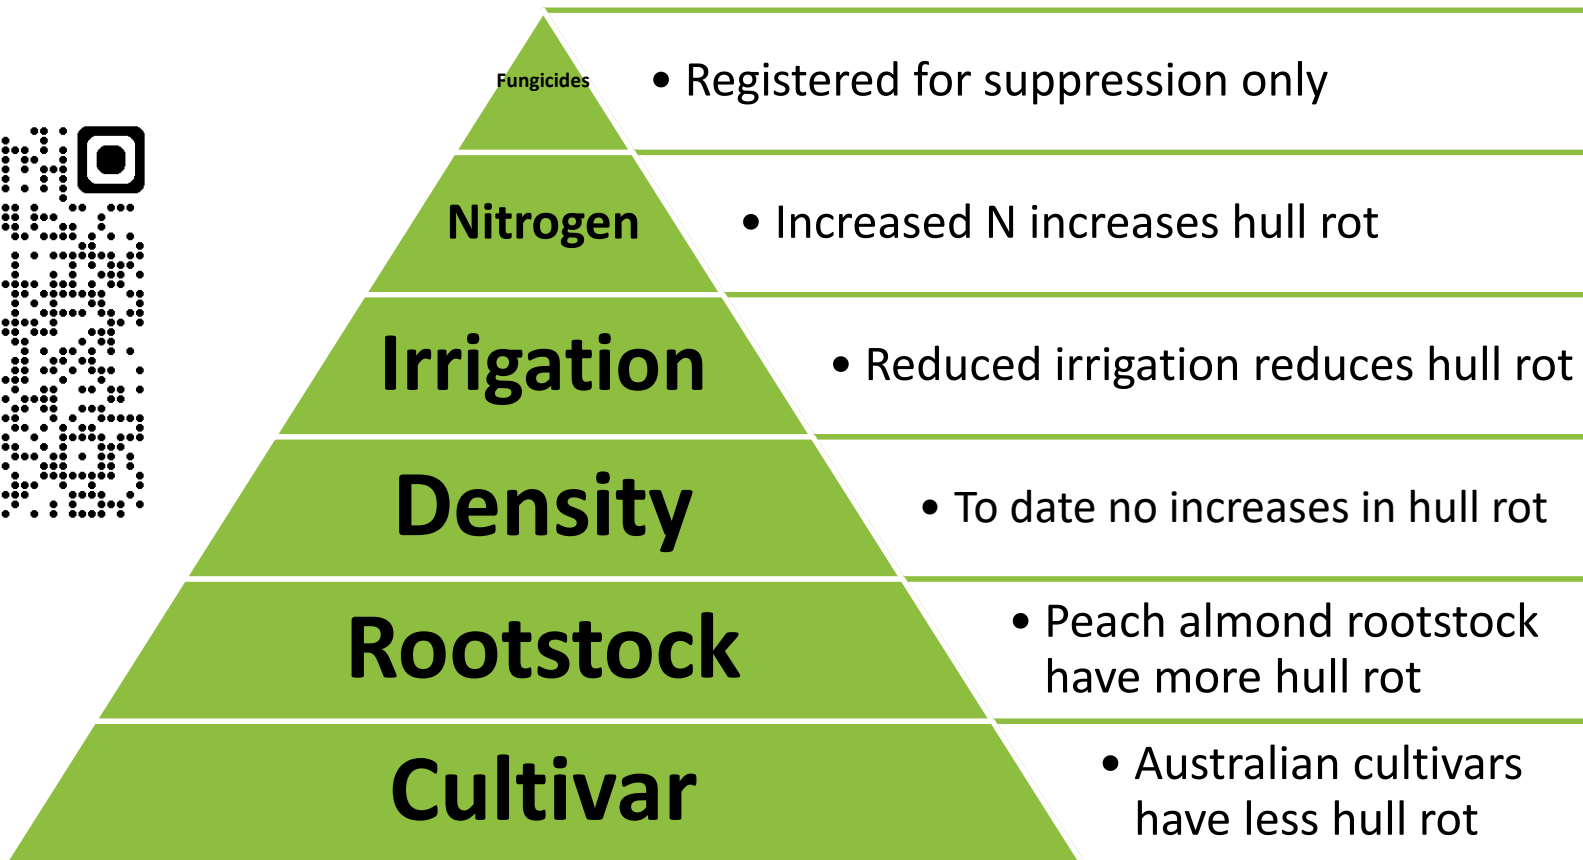 Fungicides
• Registered for suppression only
Nitrogen
• Increased N increases hull rot
Irrigation
• Reduced irrigation reduces hull rot
Density
• To date no increases in hull rot
Rootstock
• Peach almond rootstock
have more hull rot
Cultivar
• Australian cultivars
have less hull rot